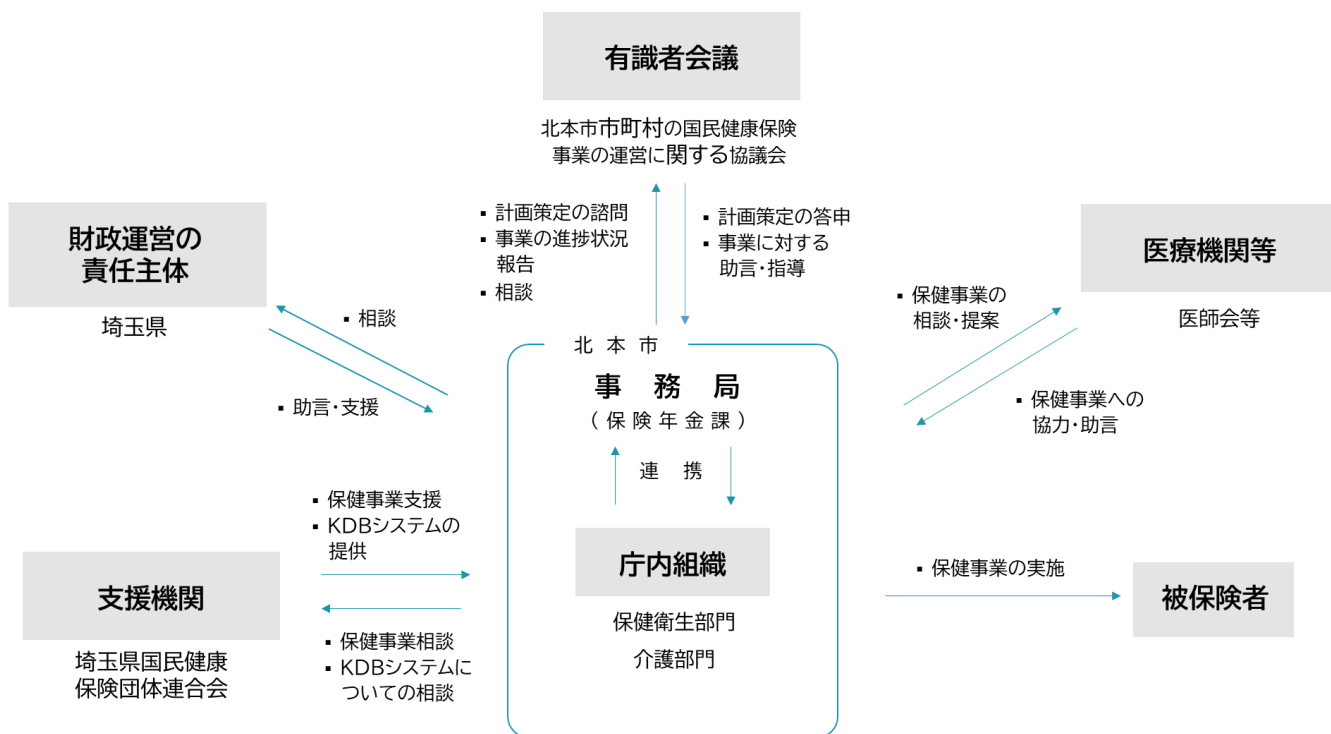 有識者会議
北本市市町村の国民健康保険
事業の運営に関する協議会
▪ 計画策定の諮問
▪ 事業の進捗状況
報告
▪ 相談
▪ 計画策定の答申
▪ 事業に対する
助言・指導
財政運営の
責任主体
埼玉県
▪ 相談
▪ 助言・支援
医療機関等
医師会等
▪ 保健事業の
相談・提案
▪ 保健事業への
協力・助言
北本市
事務局
(保険年金課)
連携
庁内組織
保健衛生部門
介護部門
▪ 保健事業支援
▪ KDBシステムの
提供
支援機関
埼玉県国民健康
保険団体連合会
▪ 保健事業相談
▪ KDBシステムに
ついての相談
▪ 保健事業の実施
被保険者